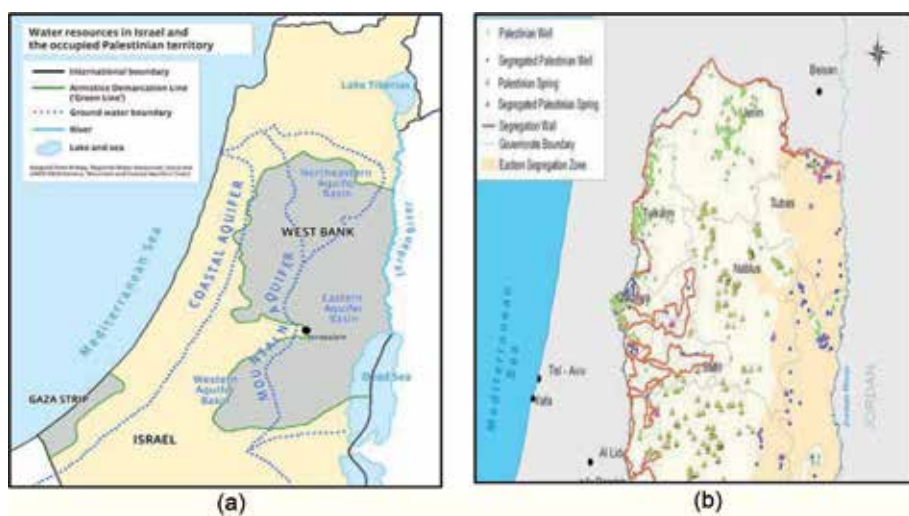 Water resources in Israel and
the occupied Palestinian territory
International boundary
Armistice Demarcation Line
('Green Line')
Ground water boundary
River
Lake and sea
Lake Tiberias
Mediterranean Sea
COASTAL AQUIFER
Northeastern
Aquifer
Basin
WEST BANK
Jordan River
MOUNTAIN AQUIFER
Eastern
Aquifer
Basin
Jerusalem
Western
Aquifer
Basin
Dead Sea
GAZA STRIP
ISRAEL
(a)
Palestinian Well
Segregated Palestinian Well
Palestinian Spring
Segregated Palestinian Spring
Segregation Wall
Governorate Boundary
Eastern Segregation Zone
Beisan
Jenin
Tubas
Tulkarm
Nablus
Mediterranean
Sea
Tel - Aviv
Yafa
Salfit
Al Lid
JORDAN
(b)